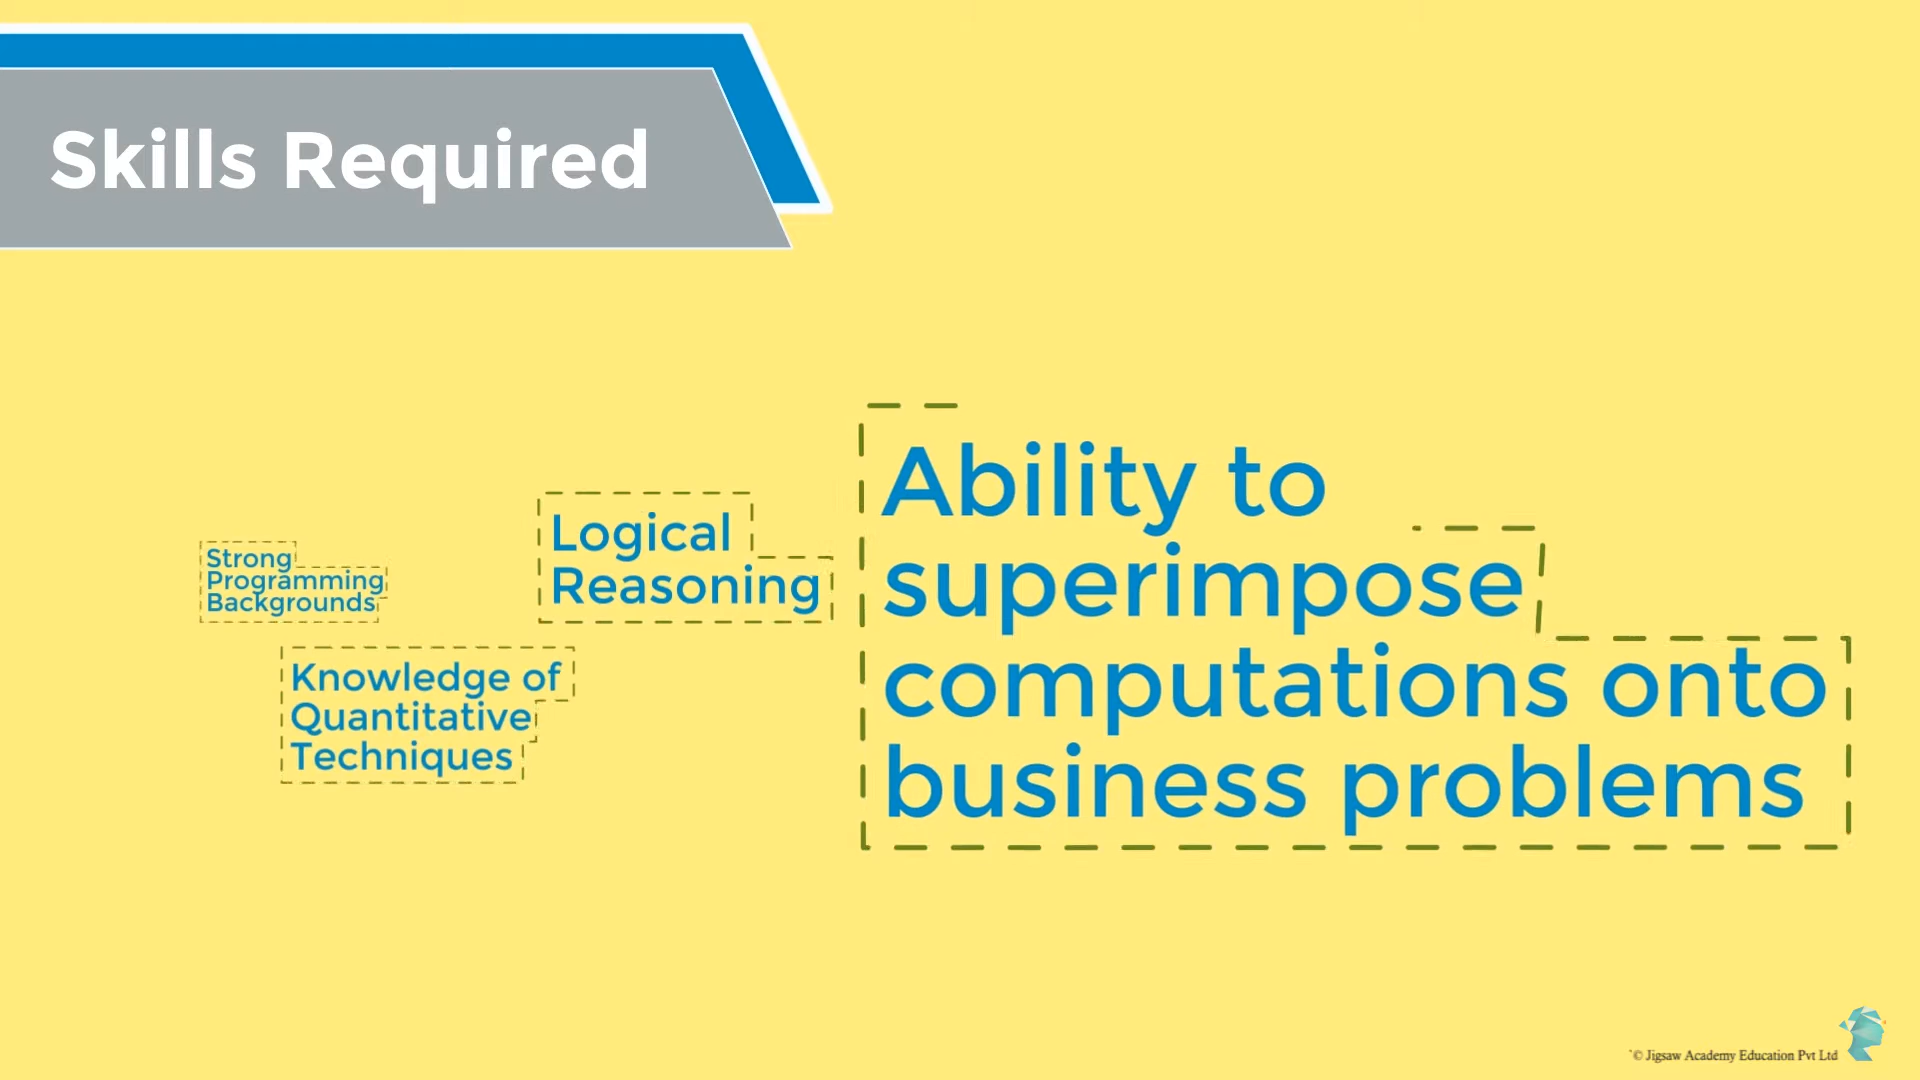 Skills Required
Strong
Programming
Backgrounds
Knowledge of
Quantitative
Techniques
Logical
Reasoning
Ability to
superimpose
computations onto
business problems
© Jigsaw Academy Education Pvt Ltd